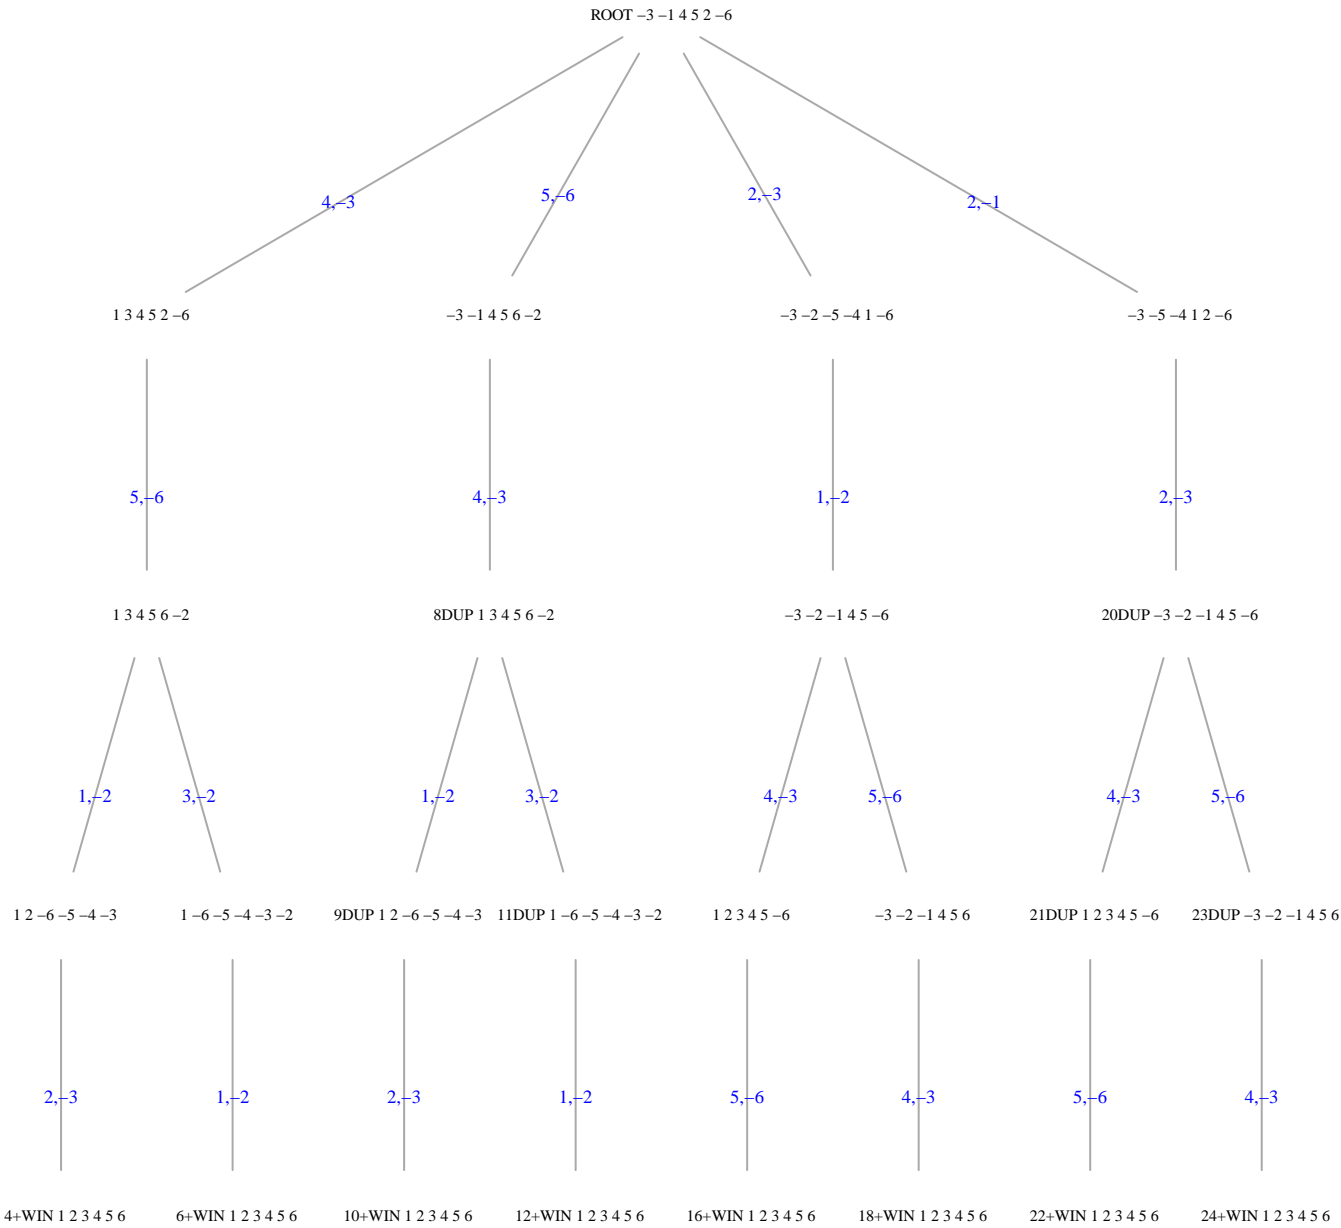 ROOT −3 −1 4 5 2 −6
4,−3 5,−6 2,−3 2,−1
1 3 4 5 2 −6 −3 −1 4 5 6 −2 −3 −2 −5 −4 1 −6 −3 −5 −4 1 2 −6
5,−6 4,−3 1,−2 2,−3
1 3 4 5 6 −2 8DUP 1 3 4 5 6 −2 −3 −2 −1 4 5 −6 20DUP −3 −2 −1 4 5 −6
1,−2 3,−2 1,−2 3,−2 4,−3 5,−6 4,−3 5,−6
1 2 −6 −5 −4 −3 1 −6 −5 −4 −3 −2 9DUP 1 2 −6 −5 −4 −3 11DUP 1 −6 −5 −4 −3 −2 1 2 3 4 5 −6 −3 −2 −1 4 5 6 21DUP 1 2 3 4 5 −6 23DUP −3 −2 −1 4 5 6
2,−3 1,−2 2,−3 1,−2 5,−6 4,−3 5,−6 4,−3
4+WIN 1 2 3 4 5 6 6+WIN 1 2 3 4 5 6 10+WIN 1 2 3 4 5 6 12+WIN 1 2 3 4 5 6 16+WIN 1 2 3 4 5 6 18+WIN 1 2 3 4 5 6 22+WIN 1 2 3 4 5 6 24+WIN 1 2 3 4 5 6